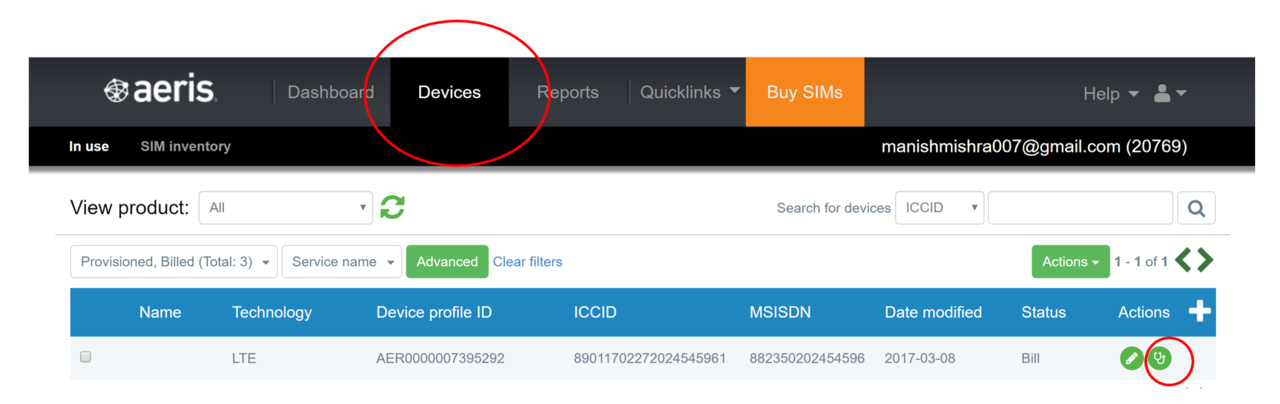 aeris. Dashboard Devices Reports Quicklinks Buy SIMs Help
In use SIM inventory manishmishra007@gmail.com (20769)
View product: All Search for devices ICCID
Provisioned, Billed (Total: 3) Service name Advanced Clear filters Actions 1 - 1 of 1
Name Technology Device profile ID ICCID MSISDN Date modified Status Actions
LTE AER0000007395292 89011702272024545961 882350202454596 2017-03-08 Bill